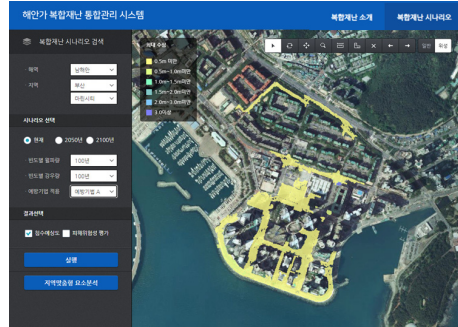 해안가 복합재난 통합관리 시스템
복합재난 소개
복합재난 시나리오
복합재난 시나리오 검색
해역
남해안
지역
부산
마린시티
시나리오 선택
현재
2050년
2100년
빈도별 월파량
100년
빈도별 강우량
100년
예방기법 적용
예방기법 A
결과선택
침수예상도
피해위험성 평가
실행
지역맞춤형 요소분석
최대 수심
0.5m 미만
0.5m~1.0m미만
1.0m~1.5m미만
1.5m~2.0m미만
2.0m~3.0m미만
3.0이상
일반
위성